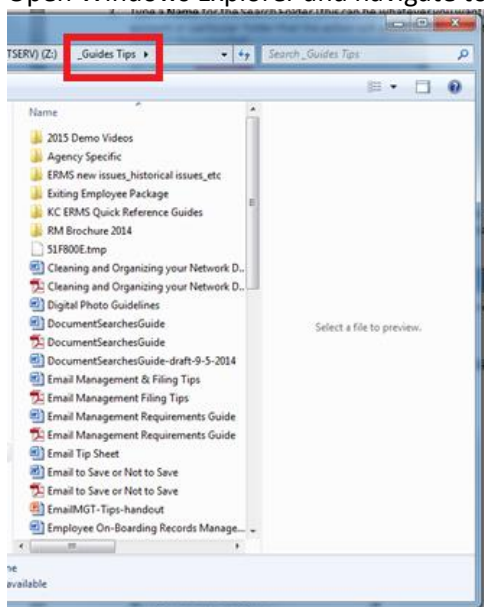 Open Windows Explorer and navigate to
TSERV) (Z:) _Guides Tips
Search _Guides Tips
Name
2015 Demo Videos
Agency Specific
ERMS new issues_historical issues_etc
Exiting Employee Package
KC ERMS Quick Reference Guides
RM Brochure 2014
51F800E.tmp
Cleaning and Organizing your Network D...
Cleaning and Organizing your Network D...
Digital Photo Guidelines
DocumentSearchesGuide
DocumentSearchesGuide
DocumentSearchesGuide-draft-9-5-2014
Email Management & Filing Tips
Email Management Filing Tips
Email Management Requirements Guide
Email Management Requirements Guide
Email Tip Sheet
Email to Save or Not to Save
Email to Save or Not to Save
EmailMGT-Tips-handout
Employee On-Boarding Records Manage...
Select a file to preview.
ne
available